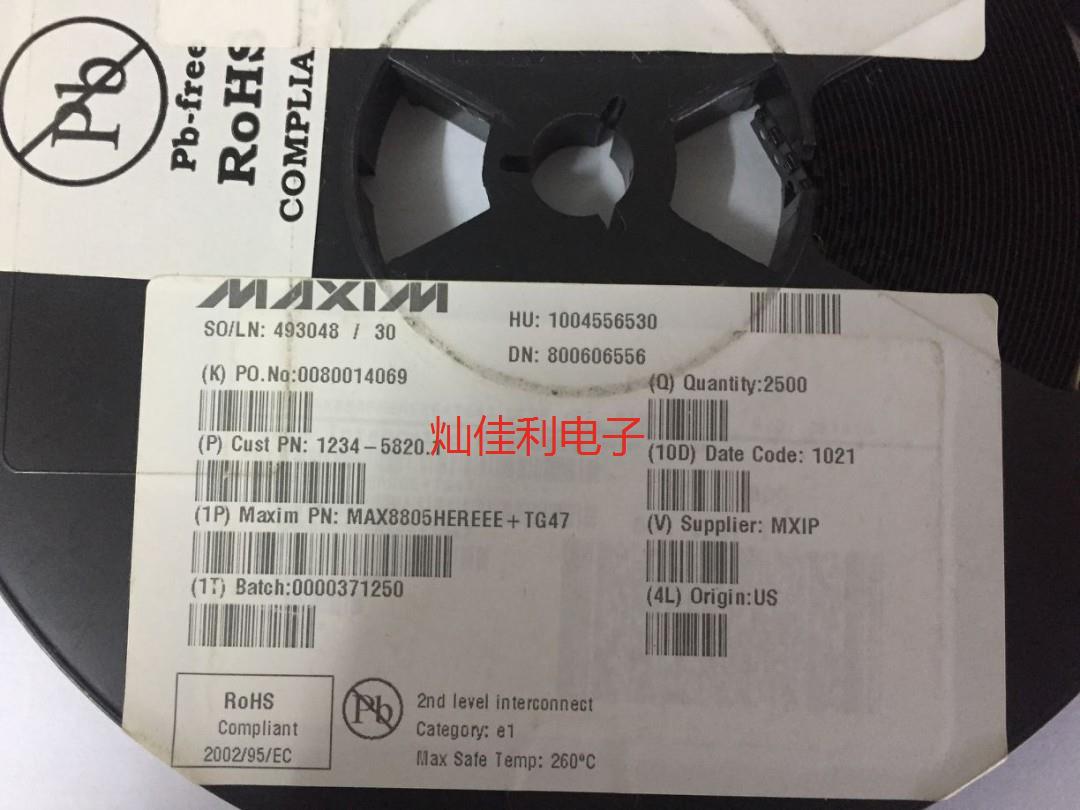 Pb
Pb-free
RoHS
COMPLIA
MAXIM
SO/LN: 493048 / 30
HU: 1004556530
DN: 800606556
(K) PO.No:0080014069
(Q) Quantity:2500
灿佳利电子
(P) Cust PN: 1234-5820.
(10D) Date Code: 1021
(1P) Maxim PN: MAX8805HEREEE+TG47
(V) Supplier: MXIP
(1T) Batch:0000371250
(4L) Origin:US
RoHS
Compliant
2002/95/EC
Pb
2nd level interconnect
Category: e1
Max Safe Temp: 260ºC